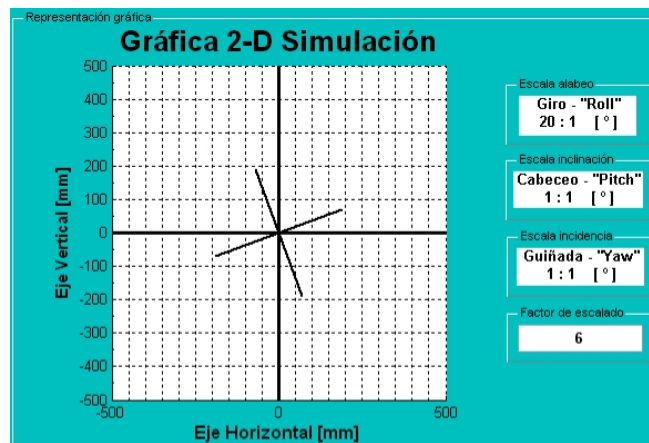 Representación gráfica
Gráfica 2-D Simulación
500
400
300
200
100
0
-100
-200
-300
-400
-500
-500
0
500
Eje Vertical [mm]
Eje Horizontal [mm]
Escala alabeo
Giro - "Roll"
20 : 1 [ º ]
Escala inclinación
Cabeceo - "Pitch"
1 : 1 [ º ]
Escala incidencia
Guiñada - "Yaw"
1 : 1 [ º ]
Factor de escalado
6